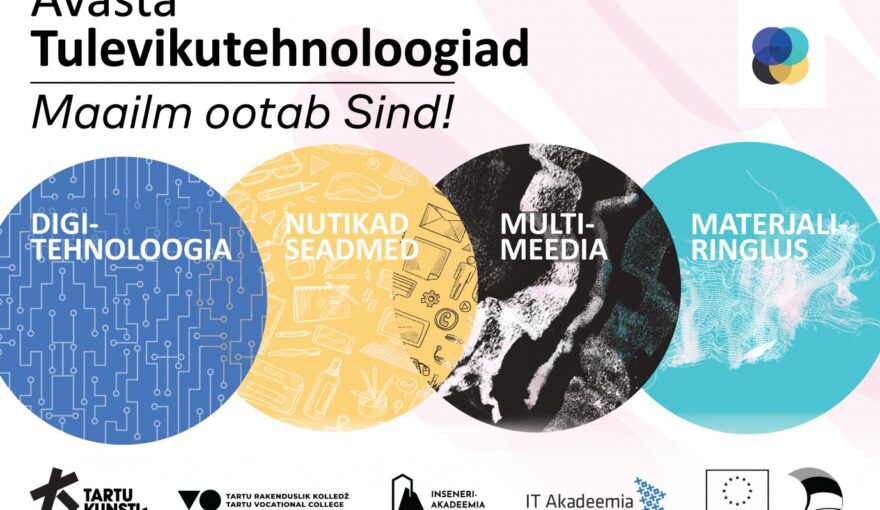 Avasta
Tulevikutehnoloogiad
Maailm ootab Sind!
DIGI-
TEHNOLOOGIA
NUTIKAD
SEADMED
MULTI-
MEEDIA
MATERJALI-
RINGLUS
TARTU
KUNSTI-
TARTU RAKENDUSLIK KOLLEDŽ
TARTU VOCATIONAL COLLEGE
INSENERI-
AKADEEMIA
IT Akadeemia